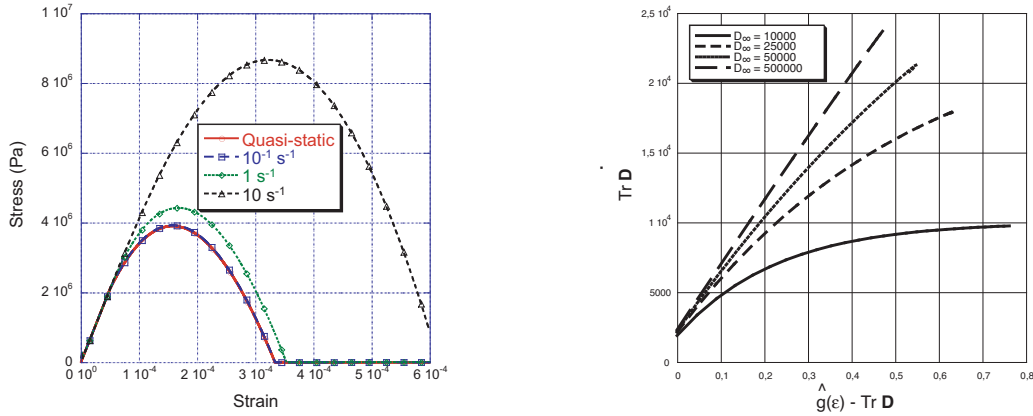 1 10⁷
8 10⁶
6 10⁶
4 10⁶
2 10⁶
0
Stress (Pa)
Quasi-static
10⁻¹ s⁻¹
1 s⁻¹
10 s⁻¹
0 10⁰ 1 10⁻⁴ 2 10⁻⁴ 3 10⁻⁴ 4 10⁻⁴ 5 10⁻⁴ 6 10⁻⁴
Strain
2,5 10⁴
2 10⁴
1,5 10⁴
1 10⁴
5000
0
Tr Ḋ
D∞ = 10000
D∞ = 25000
D∞ = 50000
D∞ = 500000
0 0,1 0,2 0,3 0,4 0,5 0,6 0,7 0,8
ĝ(ε) - Tr D